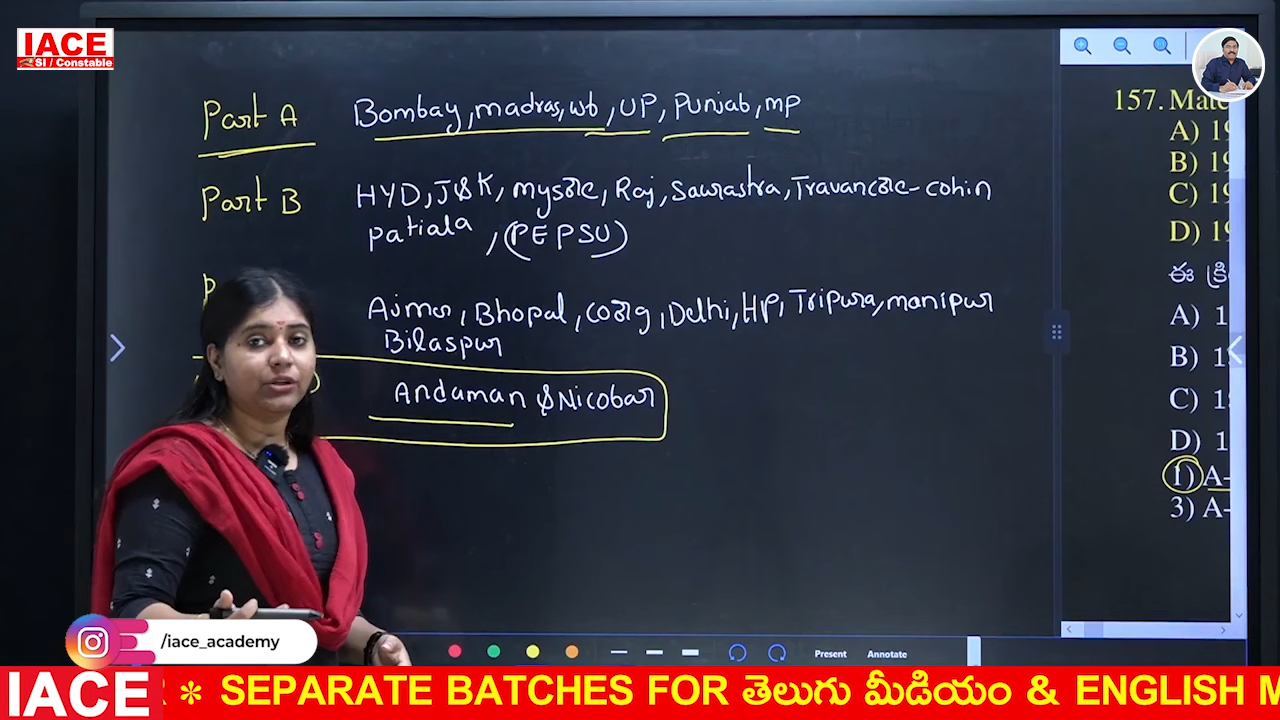 IACE
SI / Constable
Part A Bombay, madras, wb, UP, Punjab, MP
Part B HYD, J&K, Mysore, Raj, Saurastra, Travancore-cohin
Patiala, (PEPSU)
P
Ajmer, Bhopal, coorg, Delhi, HP, Tripura, manipur
Bilaspur
Andaman & Nicobar
157. Mat
A) 19
B) 19
C) 19
D) 19
ఈ క్రి
A) 1
B) 1
C) 1
D) 1
1) A-
3) A-
/iace_academy
Present Annotate
IACE * SEPARATE BATCHES FOR తెలుగు మీడియం & ENGLISH M